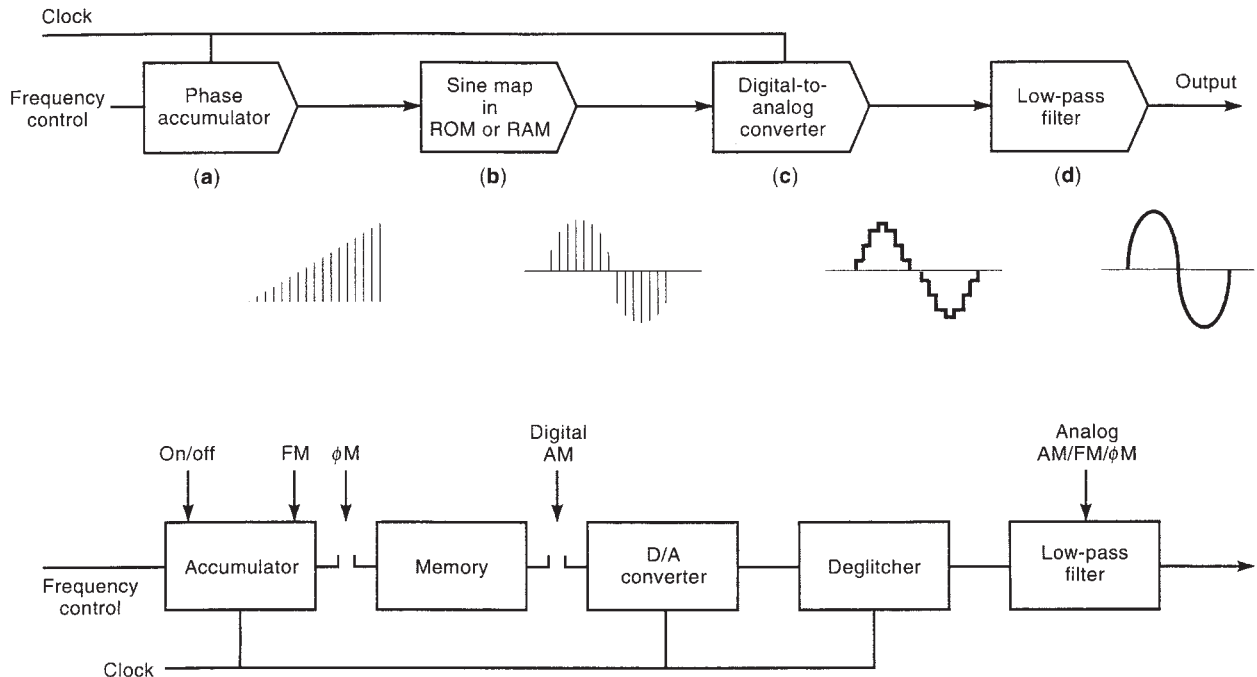 Clock
Frequency
control
Phase
accumulator
Sine map
in
ROM or RAM
Digital-to-
analog
converter
Low-pass
filter
Output
(a)
(b)
(c)
(d)
On/off
FM
ϕM
Digital
AM
Analog
AM/FM/ϕM
Frequency
control
Accumulator
Memory
D/A
converter
Deglitcher
Low-pass
filter
Clock